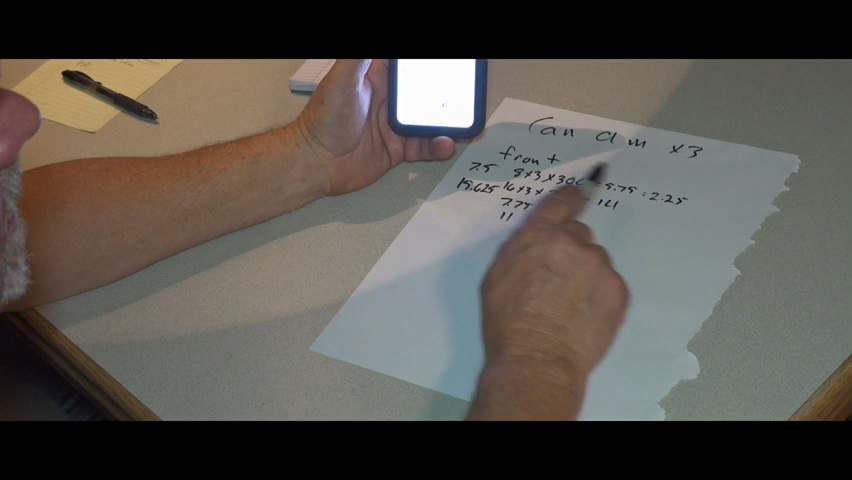 Can am x3
front
7.5 8x3x300 - 5.75 = 2.25
19.625 16x3x
7.75
11